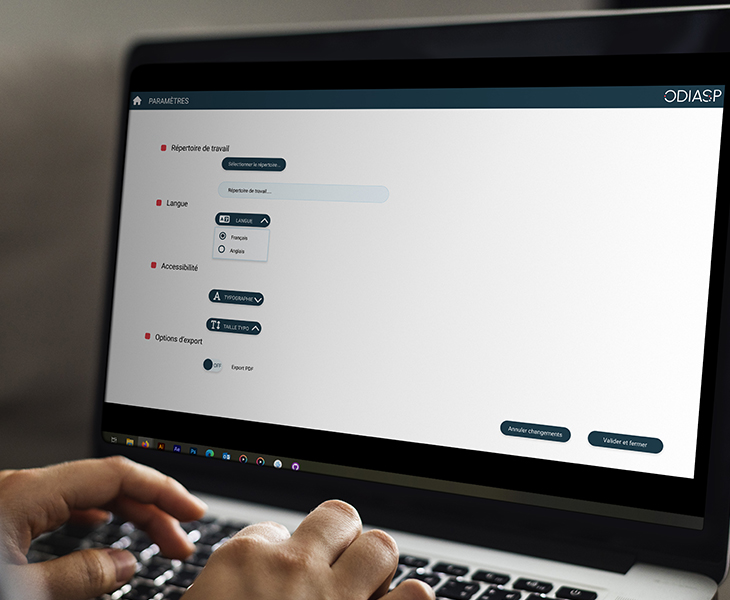 PARAMÈTRES
ODIASP
Répertoire de travail
Sélectionner le répertoire...
Répertoire de travail....
Langue
LANGUE
Français
Anglais
Accessibilité
TYPOGRAPHIE
TAILLE TYPO
Options d'export
OFF
Export PDF
Annuler changements
Valider et fermer